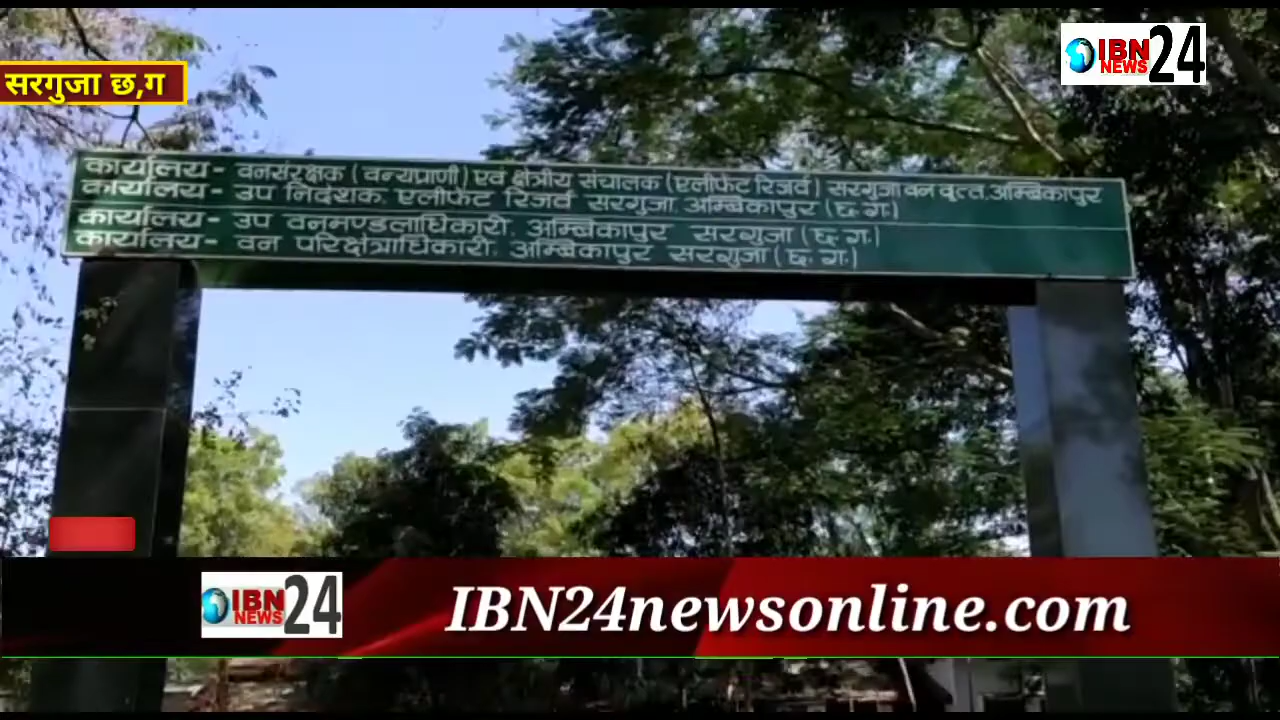 सरगुजा छ,ग
IBN NEWS 24
कार्यालय- वनसंरक्षक (वन्यप्राणी) एवं क्षेत्रीय संचालक (एलीफेंट रिजर्व) सरगुजा वन वृत्त, अम्बिकापुर
कार्यालय- उप निदेशक, एलीफेंट रिजर्व सरगुजा, अम्बिकापुर (छ.ग.)
कार्यालय- उप वनमण्डलाधिकारी, अम्बिकापुर सरगुजा (छ.ग.)
कार्यालय- वन परिक्षेत्राधिकारी, अम्बिकापुर सरगुजा (छ.ग.)
IBN NEWS 24
IBN24newsonline.com